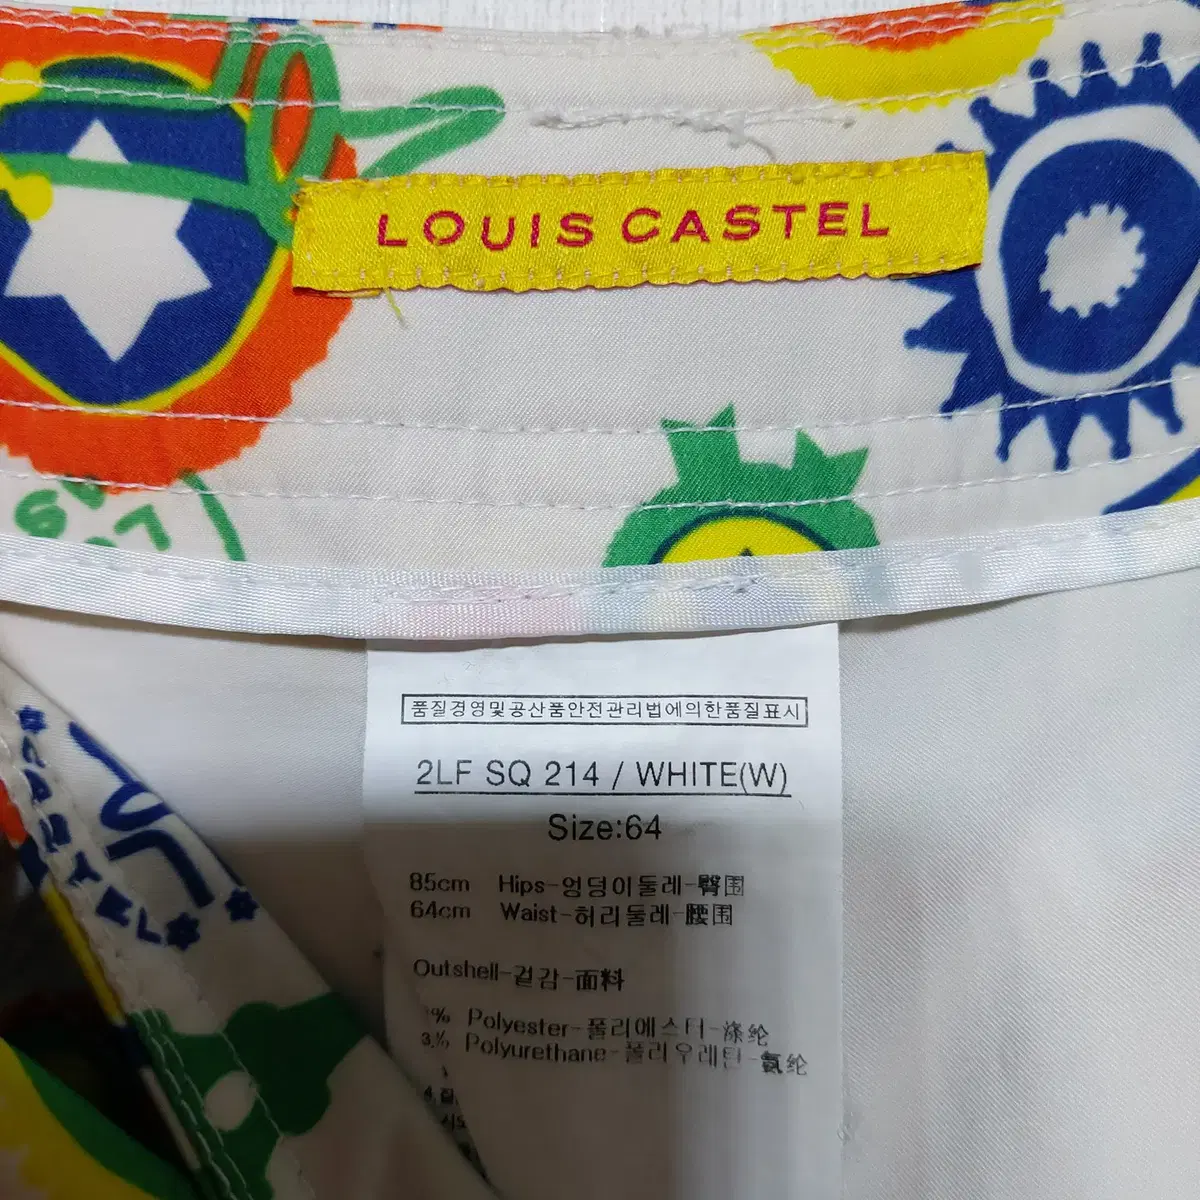 LOUIS CASTEL
품질경영및공산품안전관리법에의한품질표시
2LF SQ 214 / WHITE(W)
Size:64
85cm Hips-엉덩이둘레-臀围
64cm Waist-허리둘레-腰围
Outshell-겉감-面料
% Polyester-폴리에스터-涤纶
Polyurethane-폴리우레탄-氨纶